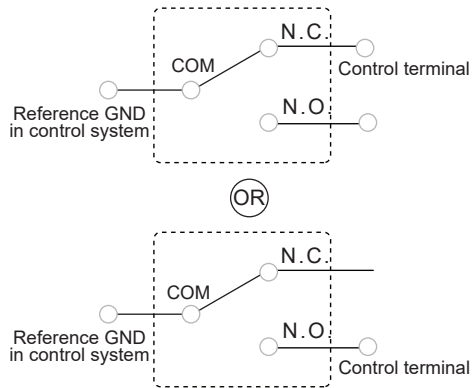 N.C.
COM
Control terminal
Reference GND
in control system
N.O.
OR
N.C.
COM
Reference GND
in control system
N.O.
Control terminal